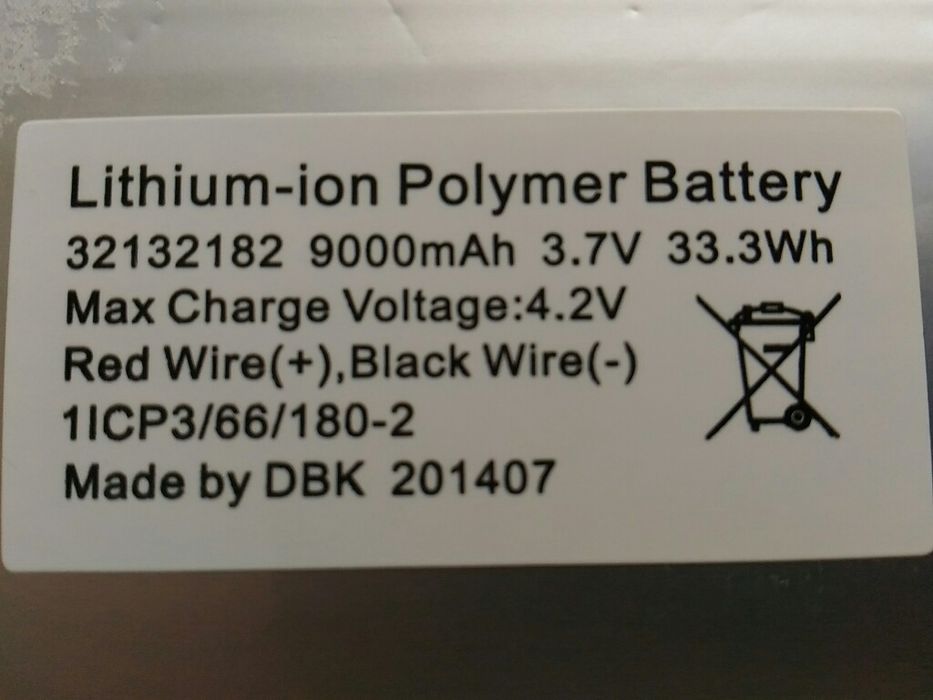 Lithium-ion Polymer Battery
32132182 9000mAh 3.7V 33.3Wh
Max Charge Voltage:4.2V
Red Wire(+),Black Wire(-)
1ICP3/66/180-2
Made by DBK 201407